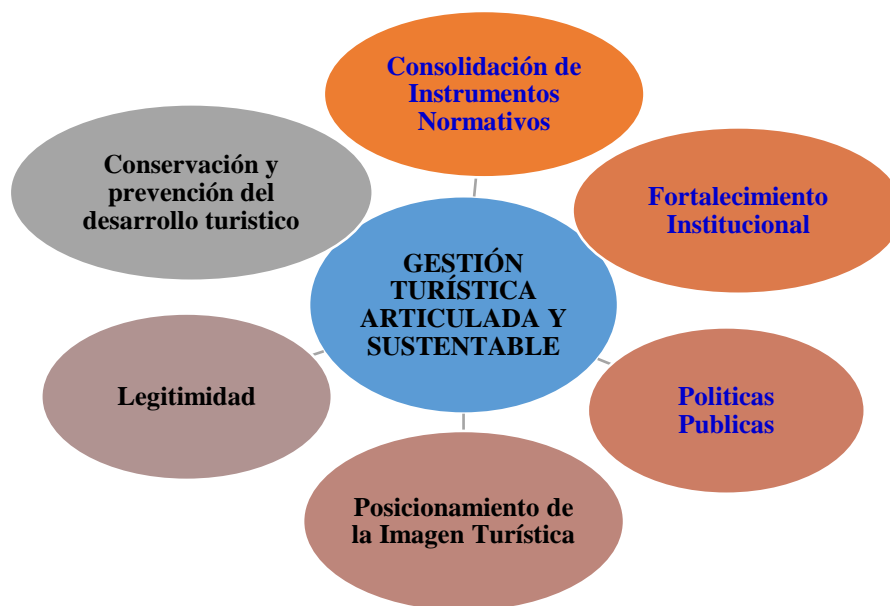 Consolidación de
Instrumentos
Normativos
Conservación y
prevención del
desarrollo turistico
Fortalecimiento
Institucional
GESTIÓN
TURÍSTICA
ARTICULADA Y
SUSTENTABLE
Legitimidad
Politicas
Publicas
Posicionamiento de
la Imagen Turística